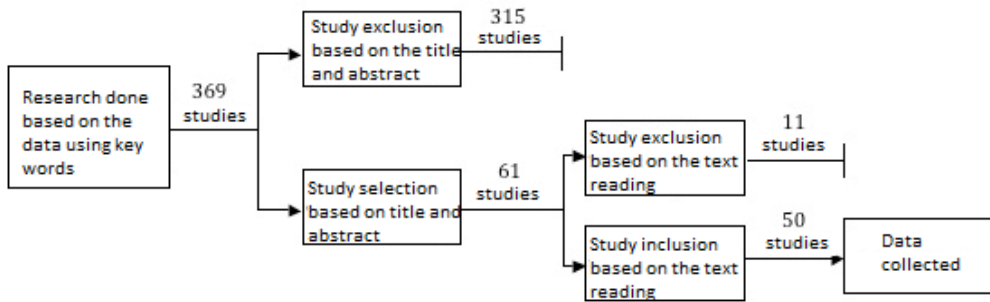 Research done
based on the
data using key
words
369
studies
Study exclusion
based on the title
and abstract
315
studies
Study selection
based on title and
abstract
61
studies
Study exclusion
based on the text
reading
11
studies
Study inclusion
based on the text
reading
50
studies
Data
collected